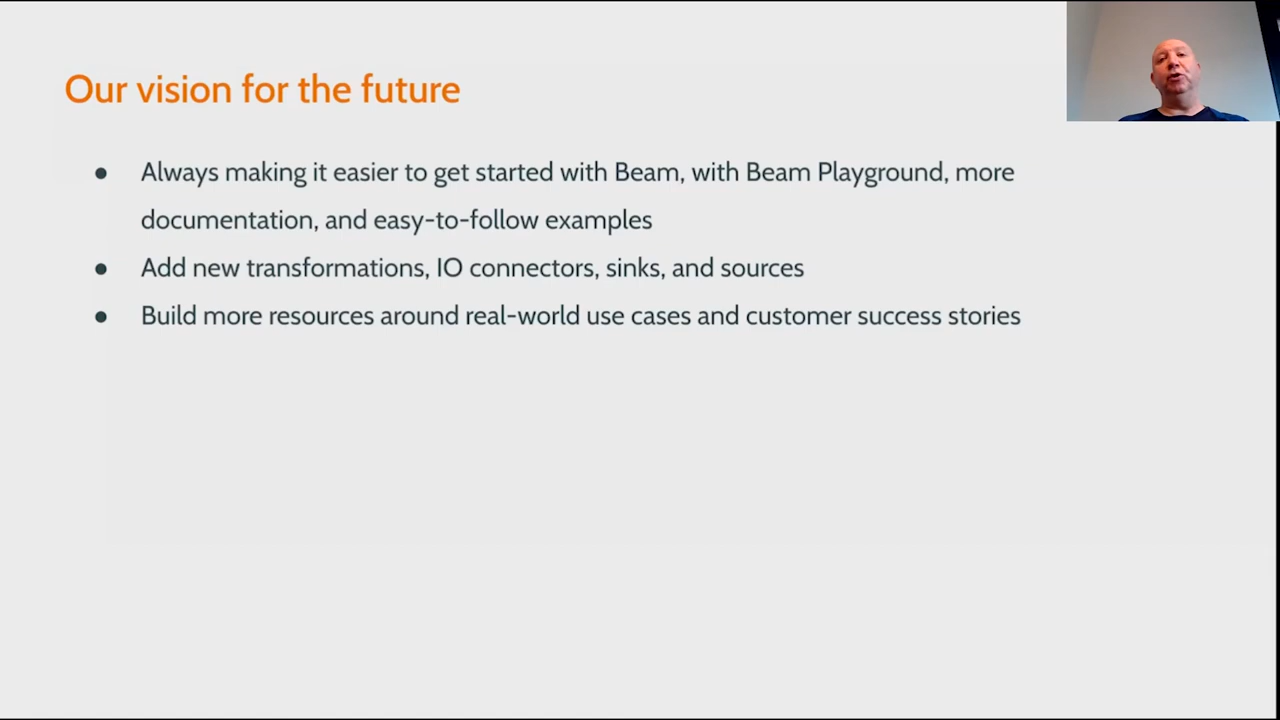 Our vision for the future
● Always making it easier to get started with Beam, with Beam Playground, more
documentation, and easy-to-follow examples
● Add new transformations, IO connectors, sinks, and sources
● Build more resources around real-world use cases and customer success stories